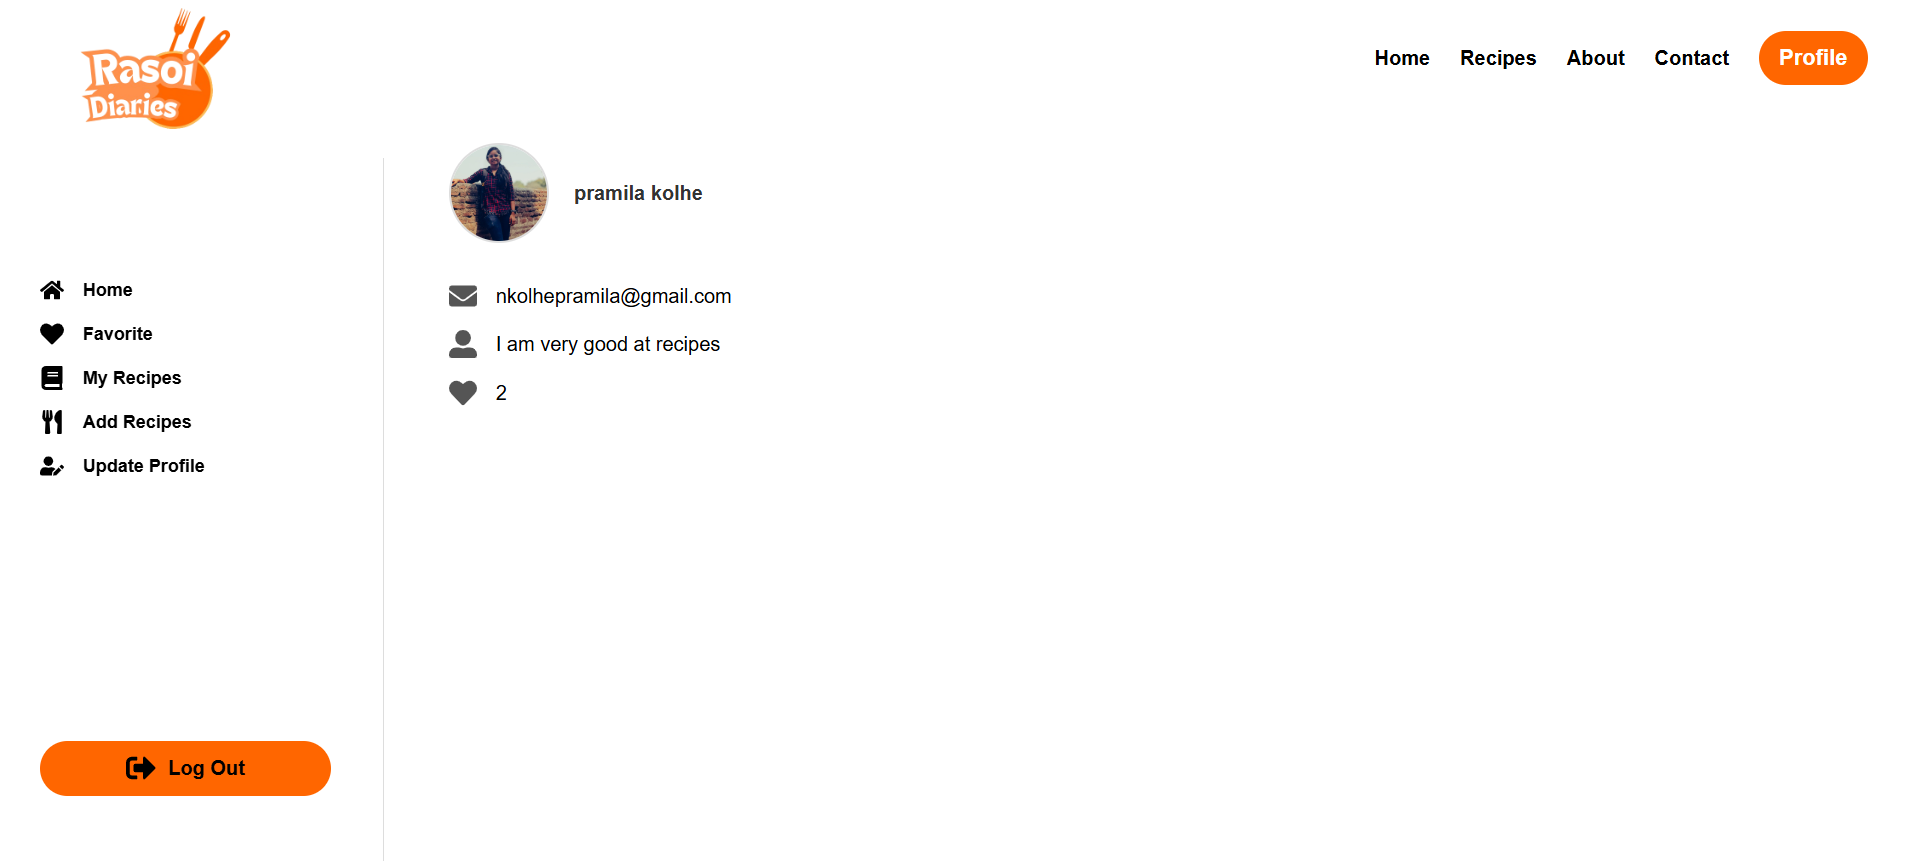 Rasoi
Diaries
Home
Recipes
About
Contact
Profile
pramila kolhe
nkolhepramila@gmail.com
I am very good at recipes
2
Home
Favorite
My Recipes
Add Recipes
Update Profile
Log Out